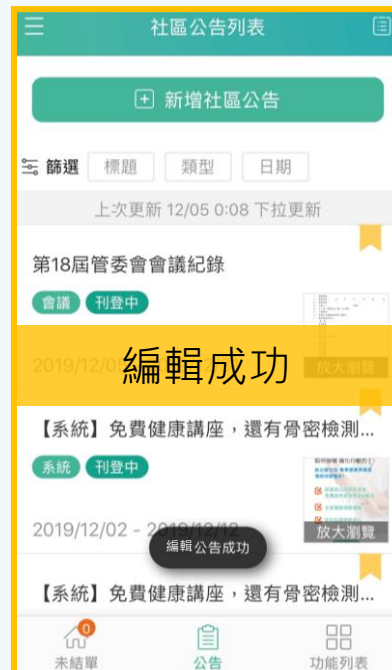 社區公告列表
新增社區公告
篩選 標題 類型 日期
上次更新 12/05 0:08 下拉更新
第18屆管委會會議紀錄
會議 刊登中
編輯成功
放大瀏覽
【系統】免費健康講座，還有骨密檢測...
系統 刊登中
2019/12/02 - 2019/12/12
放大瀏覽
編輯公告成功
【系統】免費健康講座，還有骨密檢測...
0
未結單 公告 功能列表